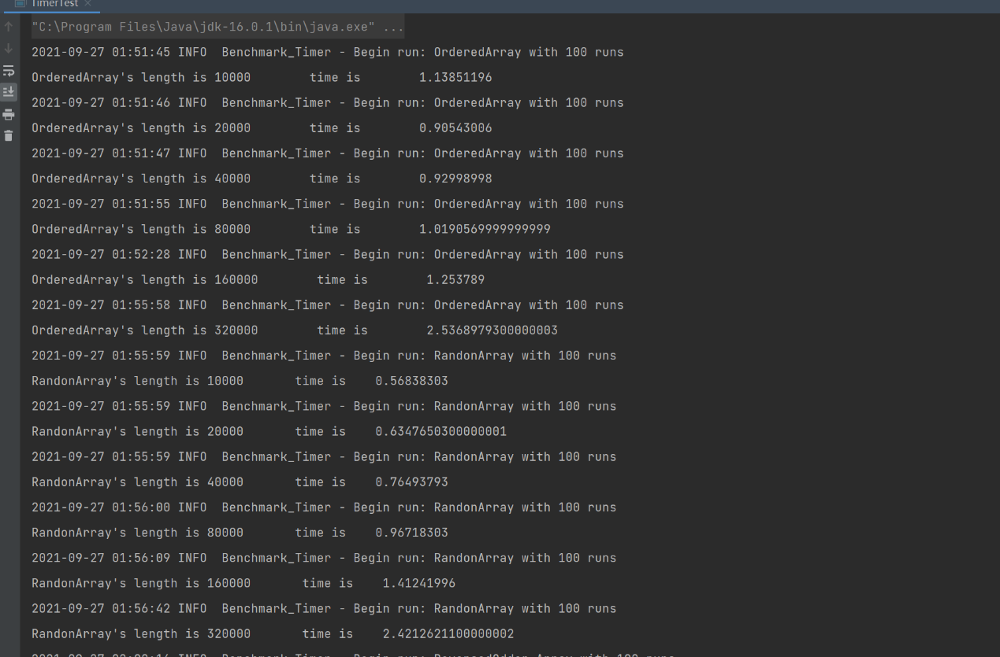 TimerTest
"C:\Program Files\Java\jdk-16.0.1\bin\java.exe" ...
2021-09-27 01:51:45 INFO  Benchmark_Timer - Begin run: OrderedArray with 100 runs
OrderedArray's length is 10000        time is        1.13851196
2021-09-27 01:51:46 INFO  Benchmark_Timer - Begin run: OrderedArray with 100 runs
OrderedArray's length is 20000        time is        0.90543006
2021-09-27 01:51:47 INFO  Benchmark_Timer - Begin run: OrderedArray with 100 runs
OrderedArray's length is 40000        time is        0.92998998
2021-09-27 01:51:55 INFO  Benchmark_Timer - Begin run: OrderedArray with 100 runs
OrderedArray's length is 80000        time is        1.0190569999999999
2021-09-27 01:52:28 INFO  Benchmark_Timer - Begin run: OrderedArray with 100 runs
OrderedArray's length is 160000        time is        1.253789
2021-09-27 01:55:58 INFO  Benchmark_Timer - Begin run: OrderedArray with 100 runs
OrderedArray's length is 320000        time is        2.5368979300000003
2021-09-27 01:55:59 INFO  Benchmark_Timer - Begin run: RandonArray with 100 runs
RandonArray's length is 10000       time is    0.56838303
2021-09-27 01:55:59 INFO  Benchmark_Timer - Begin run: RandonArray with 100 runs
RandonArray's length is 20000       time is    0.6347650300000001
2021-09-27 01:55:59 INFO  Benchmark_Timer - Begin run: RandonArray with 100 runs
RandonArray's length is 40000       time is    0.76493793
2021-09-27 01:56:00 INFO  Benchmark_Timer - Begin run: RandonArray with 100 runs
RandonArray's length is 80000       time is    0.96718303
2021-09-27 01:56:09 INFO  Benchmark_Timer - Begin run: RandonArray with 100 runs
RandonArray's length is 160000       time is    1.41241996
2021-09-27 01:56:42 INFO  Benchmark_Timer - Begin run: RandonArray with 100 runs
RandonArray's length is 320000       time is    2.4212621100000002